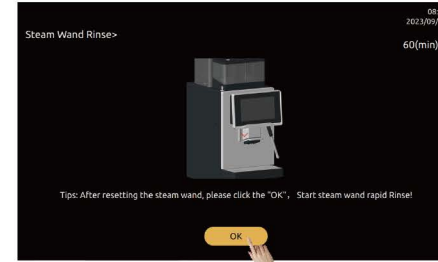 08:
2023/09/
Steam Wand Rinse>
60(min)
Tips: After resetting the steam wand, please click the "OK", Start steam wand rapid Rinse!
OK